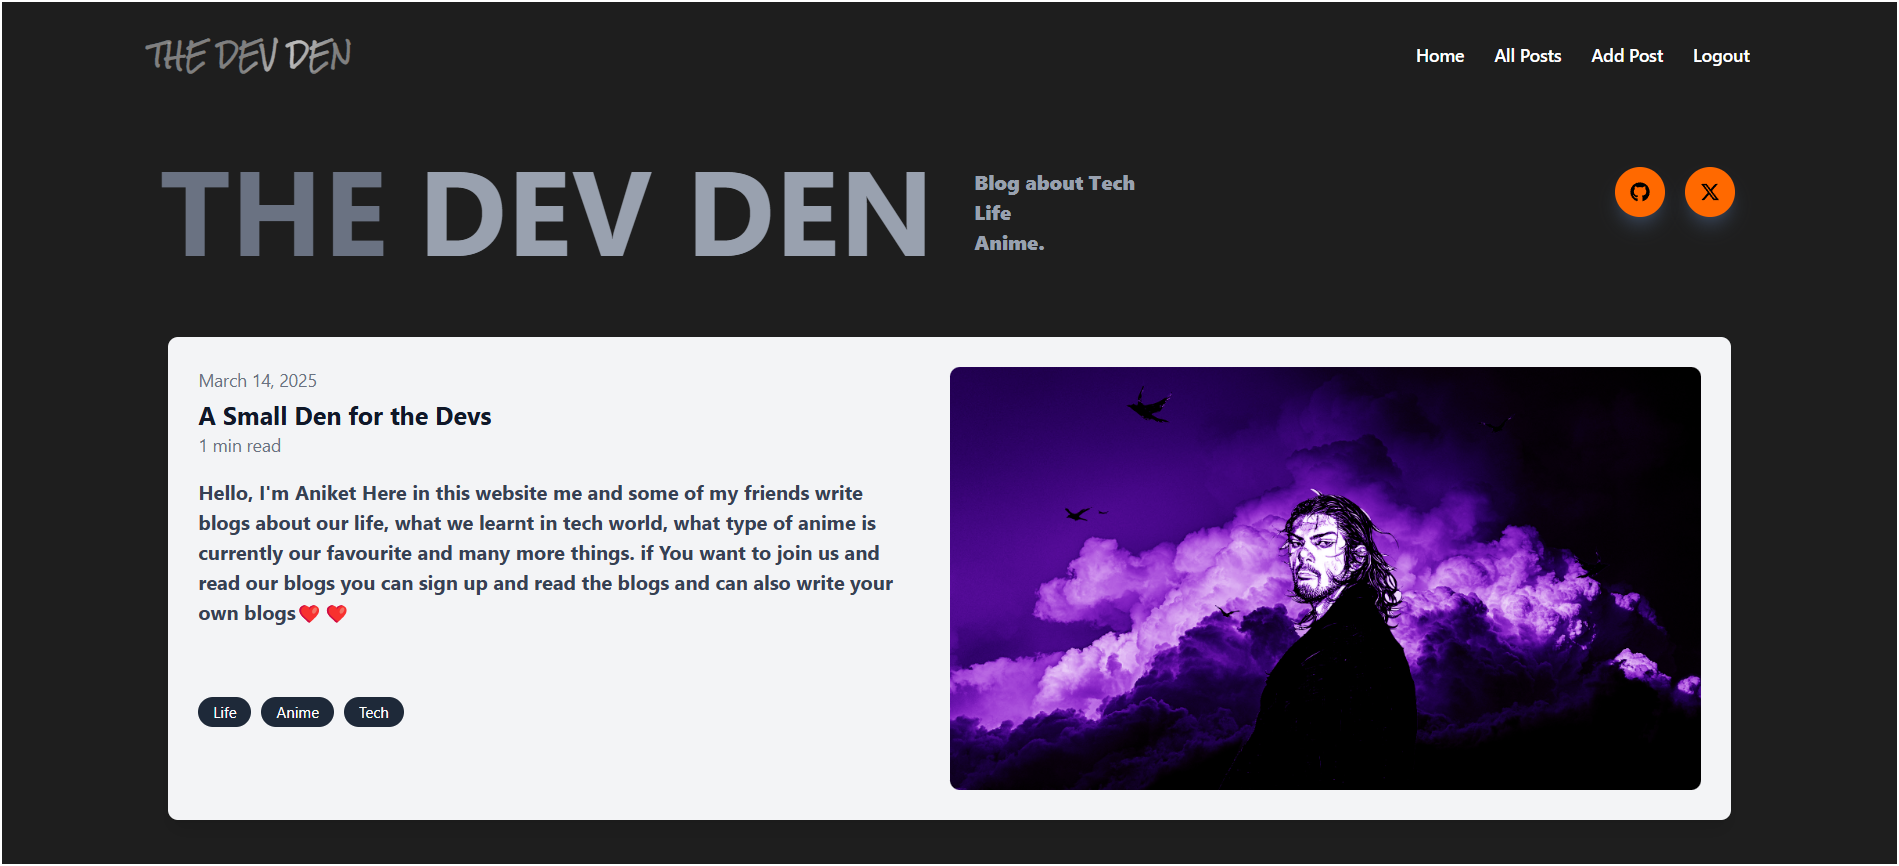 THE DEV DEN
Home All Posts Add Post Logout
THE DEV DEN
Blog about Tech
Life
Anime.
March 14, 2025
A Small Den for the Devs
1 min read
Hello, I'm Aniket Here in this website me and some of my friends write
blogs about our life, what we learnt in tech world, what type of anime is
currently our favourite and many more things. if You want to join us and
read our blogs you can sign up and read the blogs and can also write your
own blogs❤️ ❤️
Life Anime Tech